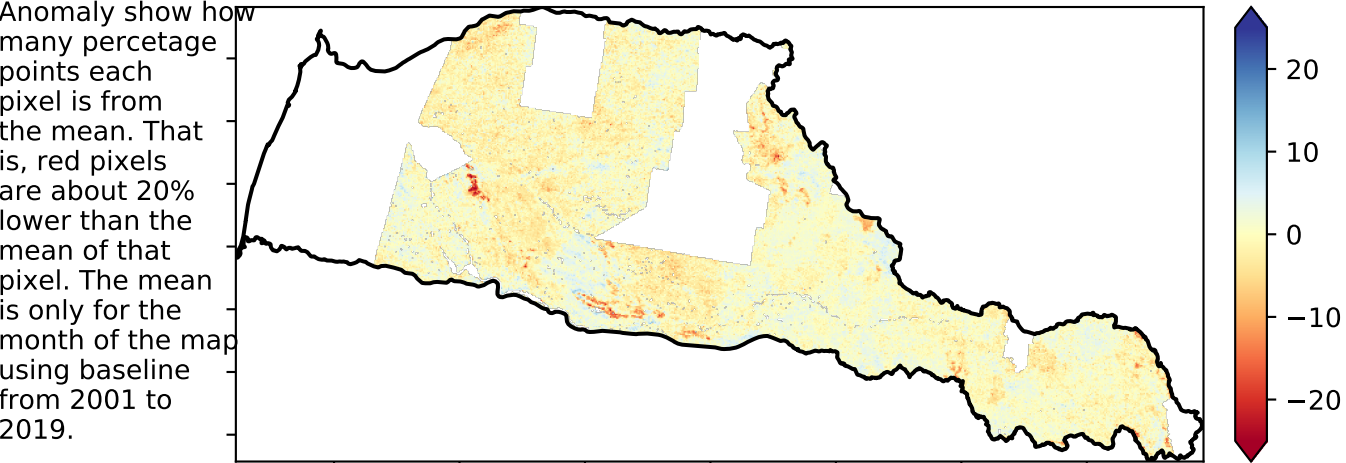 Anomaly show how
many percetage
points each
pixel is from
the mean. That
is, red pixels
are about 20%
lower than the
mean of that
pixel. The mean
is only for the
month of the map
using baseline
from 2001 to
2019.
20
10
0
−10
−20